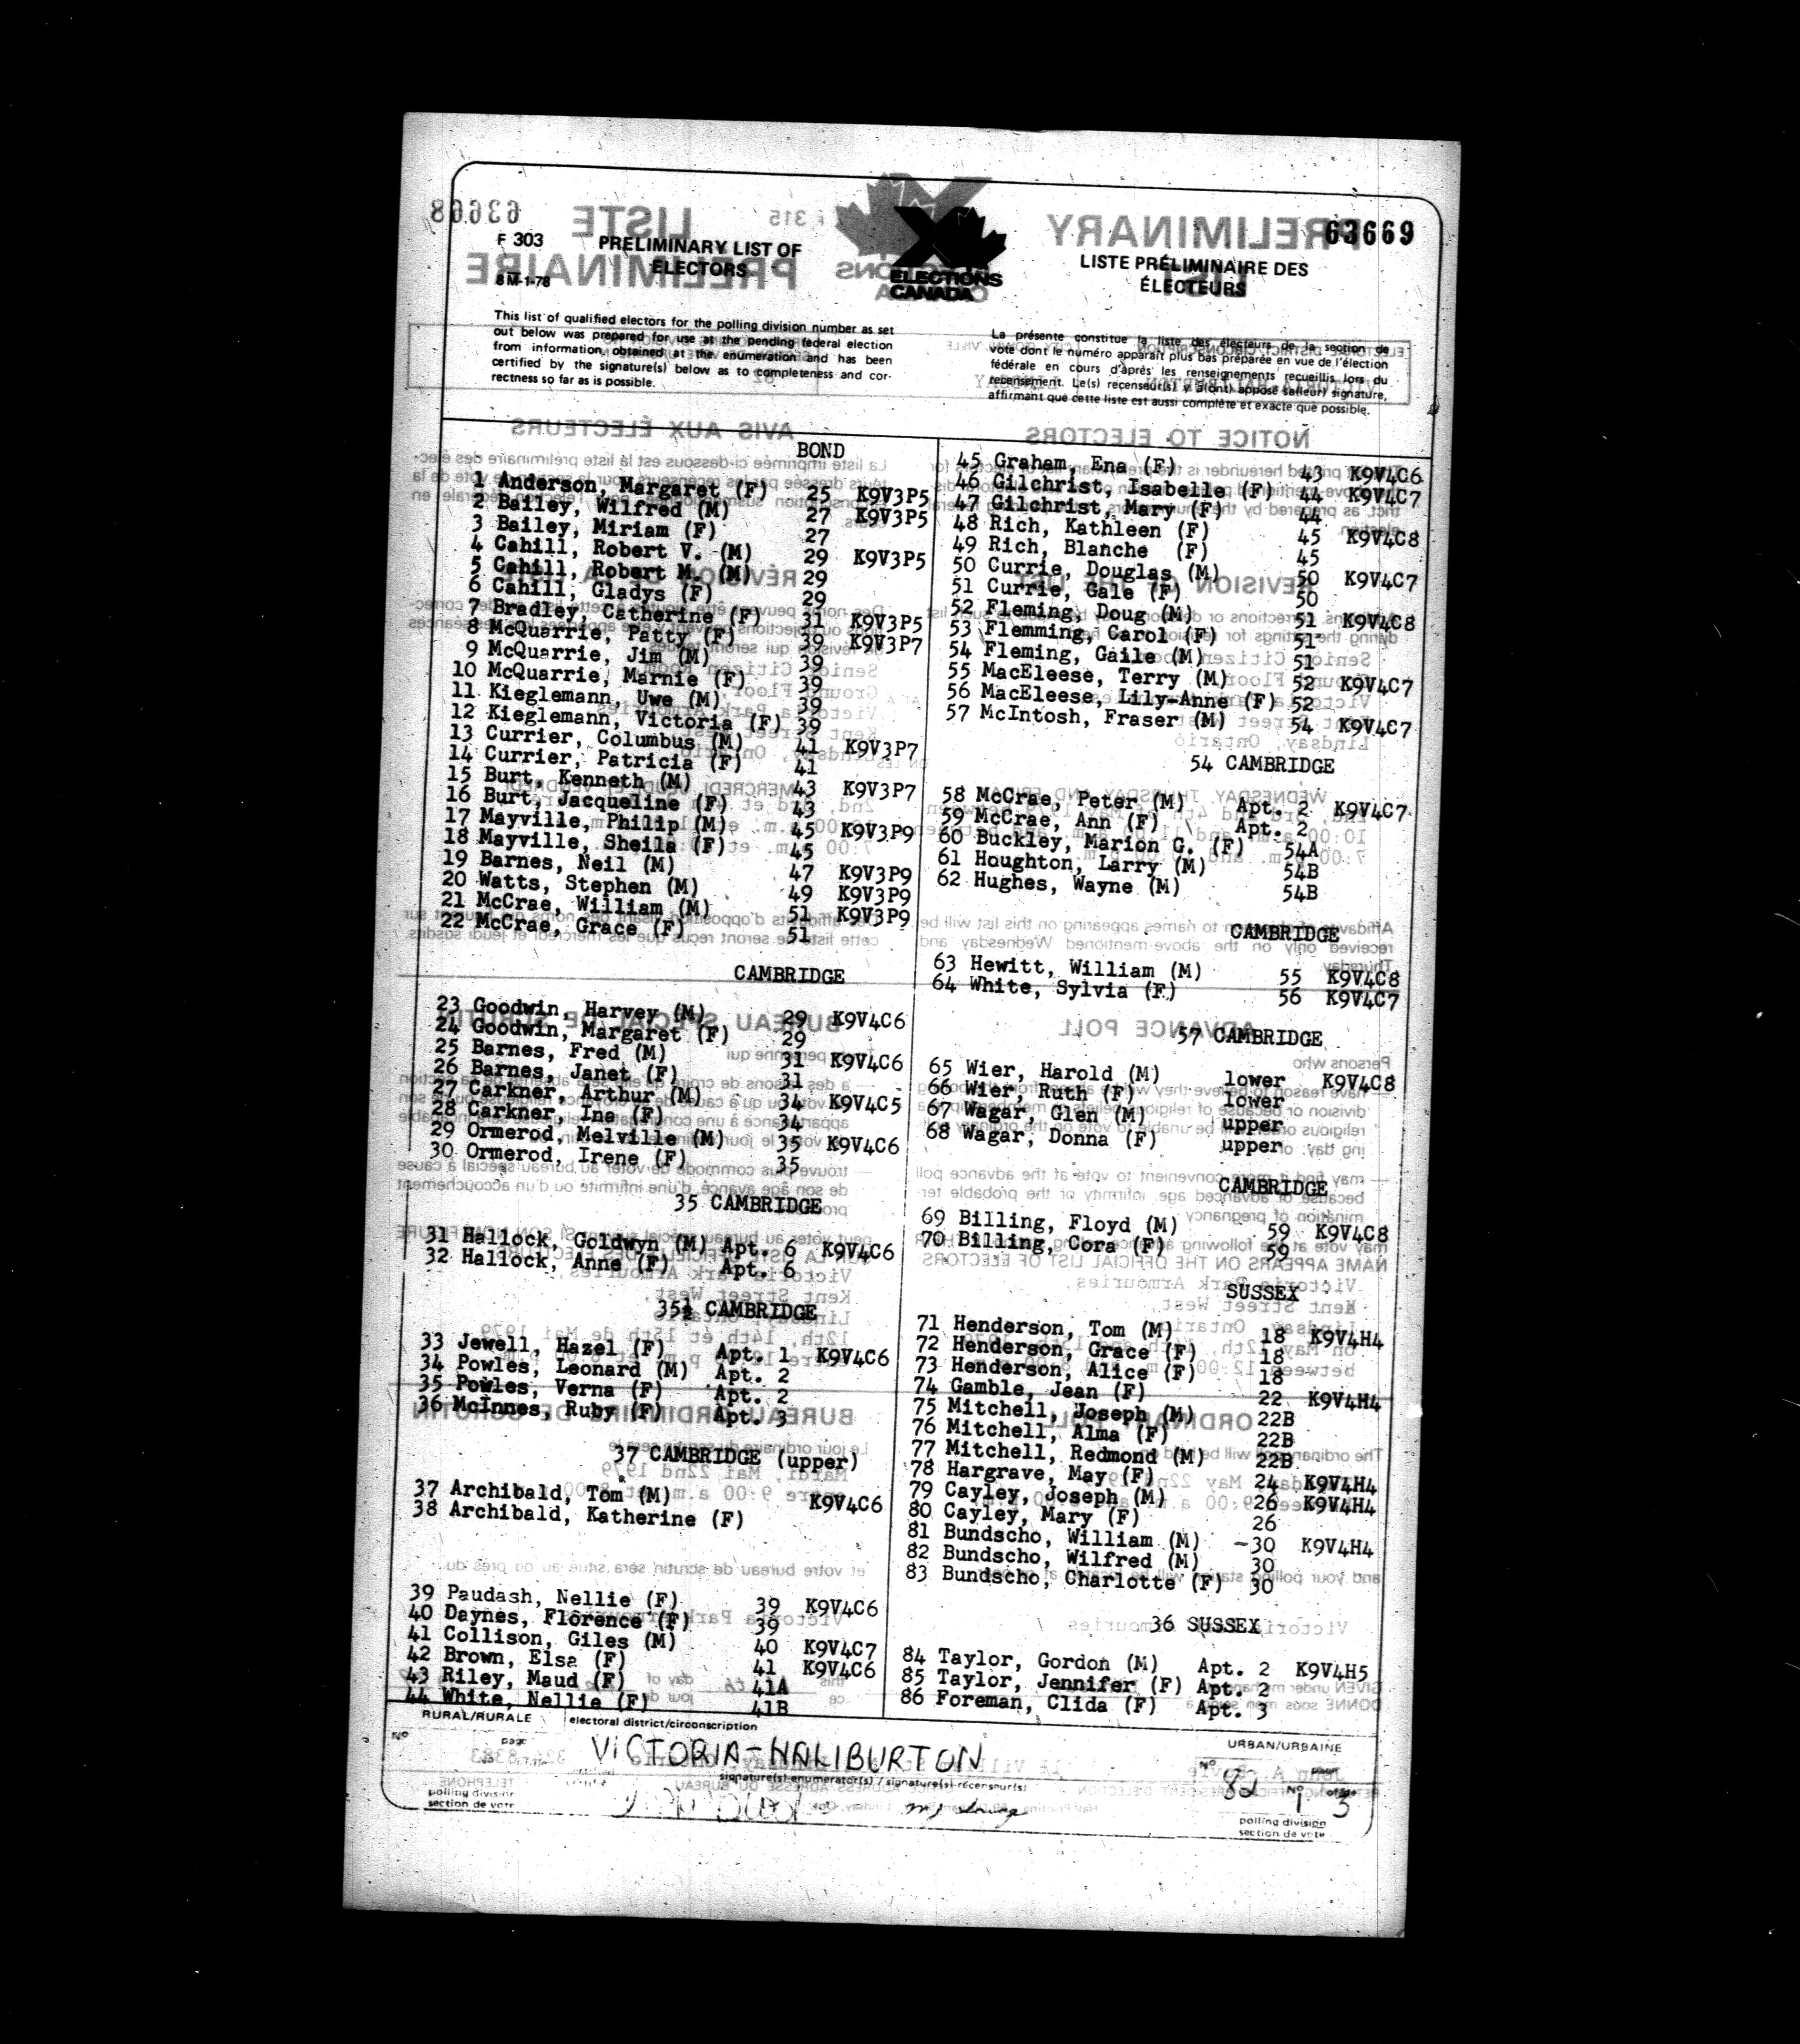 63669
F 303
8 M-1-78
PRELIMINARY LIST OF
ELECTORS
ELECTIONS
CANADA
LISTE PRÉLIMINAIRE DES
ÉLECTEURS
This list of qualified electors for the polling division number as set
out below was prepared for use at the pending federal election
from information obtained at the enumeration and has been
certified by the signature(s) below as to completeness and cor-
rectness so far as is possible.
La présente constitue la liste des électeurs de la section de
vote dont le numéro apparaît plus bas préparée en vue de l'élection
fédérale en cours d'après les renseignements recueillis lors du
recensement. Le(s) recenseur(s) y a(ont) apposé sa(leur) signature,
affirmant que cette liste est aussi complète et exacte que possible.
BOND
1 Anderson, Margaret (F) 25 K9V3P5
2 Bailey, Wilfred (M) 27 K9V3P5
3 Bailey, Miriam (F) 27
4 Cahill, Robert V. (M) 29 K9V3P5
5 Cahill, Robert M. (M) 29
6 Cahill, Gladys (F) 29
7 Bradley, Catherine (F) 31 K9V3P5
8 McQuarrie, Patty (F) 39 K9V3P7
9 McQuarrie, Jim (M) 39
10 McQuarrie, Marnie (F) 39
11 Kieglemann, Uwe (M) 39
12 Kieglemann, Victoria (F) 39
13 Currier, Columbus (M) 41 K9V3P7
14 Currier, Patricia (F) 41
15 Burt, Kenneth (M) 43 K9V3P7
16 Burt, Jacqueline (F) 43
17 Mayville, Philip (M) 45 K9V3P9
18 Mayville, Sheila (F) 45
19 Barnes, Neil (M) 47 K9V3P9
20 Watts, Stephen (M) 49 K9V3P9
21 McCrae, William (M) 51 K9V3P9
22 McCrae, Grace (F) 51
CAMBRIDGE
23 Goodwin, Harvey (M) 29 K9V4C6
24 Goodwin, Margaret (F) 29
25 Barnes, Fred (M) 31 K9V4C6
26 Barnes, Janet (F) 31
27 Carkner, Arthur (M) 34 K9V4C5
28 Carkner, Ina (F) 34
29 Ormerod, Melville (M) 35 K9V4C6
30 Ormerod, Irene (F) 35
35 CAMBRIDGE
31 Hallock, Goldwyn (M) Apt. 6 K9V4C6
32 Hallock, Anne (F) Apt. 6
35½ CAMBRIDGE
33 Jewell, Hazel (F) Apt. 1 K9V4C6
34 Powles, Leonard (M) Apt. 2
35 Powles, Verna (F) Apt. 2
36 McInnes, Ruby (F) Apt. 3
37 CAMBRIDGE (upper)
37 Archibald, Tom (M) K9V4C6
38 Archibald, Katherine (F)
39 Paudash, Nellie (F) 39 K9V4C6
40 Daynes, Florence (F) 39
41 Collison, Giles (M) 40 K9V4C7
42 Brown, Elsa (F) 41 K9V4C6
43 Riley, Maud (F) 41A
44 White, Nellie (F) 41B
45 Graham, Ena (F) 43 K9V4C6
46 Gilchrist, Isabelle (F) 44 K9V4C7
47 Gilchrist, Mary (F) 44
48 Rich, Kathleen (F) 45 K9V4C8
49 Rich, Blanche (F) 45
50 Currie, Douglas (M) 50 K9V4C7
51 Currie, Gale (F) 50
52 Fleming, Doug (M) 51 K9V4C8
53 Flemming, Carol (F) 51
54 Fleming, Gaile (M) 51
55 MacEleese, Terry (M) 52 K9V4C7
56 MacEleese, Lily-Anne (F) 52
57 McIntosh, Fraser (M) 54 K9V4C7
54 CAMBRIDGE
58 McCrae, Peter (M) Apt. 2 K9V4C7
59 McCrae, Ann (F) Apt. 2
60 Buckley, Marion G. (F) 54A
61 Houghton, Larry (M) 54B
62 Hughes, Wayne (M) 54B
CAMBRIDGE
63 Hewitt, William (M) 55 K9V4C8
64 White, Sylvia (F) 56 K9V4C7
57 CAMBRIDGE
65 Wier, Harold (M) lower K9V4C8
66 Wier, Ruth (F) lower
67 Wagar, Glen (M) upper
68 Wagar, Donna (F) upper
CAMBRIDGE
69 Billing, Floyd (M) 59 K9V4C8
70 Billing, Cora (F) 59
SUSSEX
71 Henderson, Tom (M) 18 K9V4H4
72 Henderson, Grace (F) 18
73 Henderson, Alice (F) 18
74 Gamble, Jean (F) 22 K9V4H4
75 Mitchell, Joseph (M) 22B
76 Mitchell, Alma (F) 22B
77 Mitchell, Redmond (M) 22B
78 Hargrave, May (F) 24 K9V4H4
79 Cayley, Joseph (M) 26 K9V4H4
80 Cayley, Mary (F) 26
81 Bundscho, William (M) -30 K9V4H4
82 Bundscho, Wilfred (M) 30
83 Bundscho, Charlotte (F) 30
36 SUSSEX
84 Taylor, Gordon (M) Apt. 2 K9V4H5
85 Taylor, Jennifer (F) Apt. 2
86 Foreman, Clida (F) Apt. 3
RURAL/RURALE
electoral district/circonscription
URBAN/URBAINE
No page
VICTORIA-HALIBURTON
No 82 No 1 of 3
signature(s)-enumerator(s) / signature(s)-recenseur(s)
polling division
section de vote
polling division
section de vote